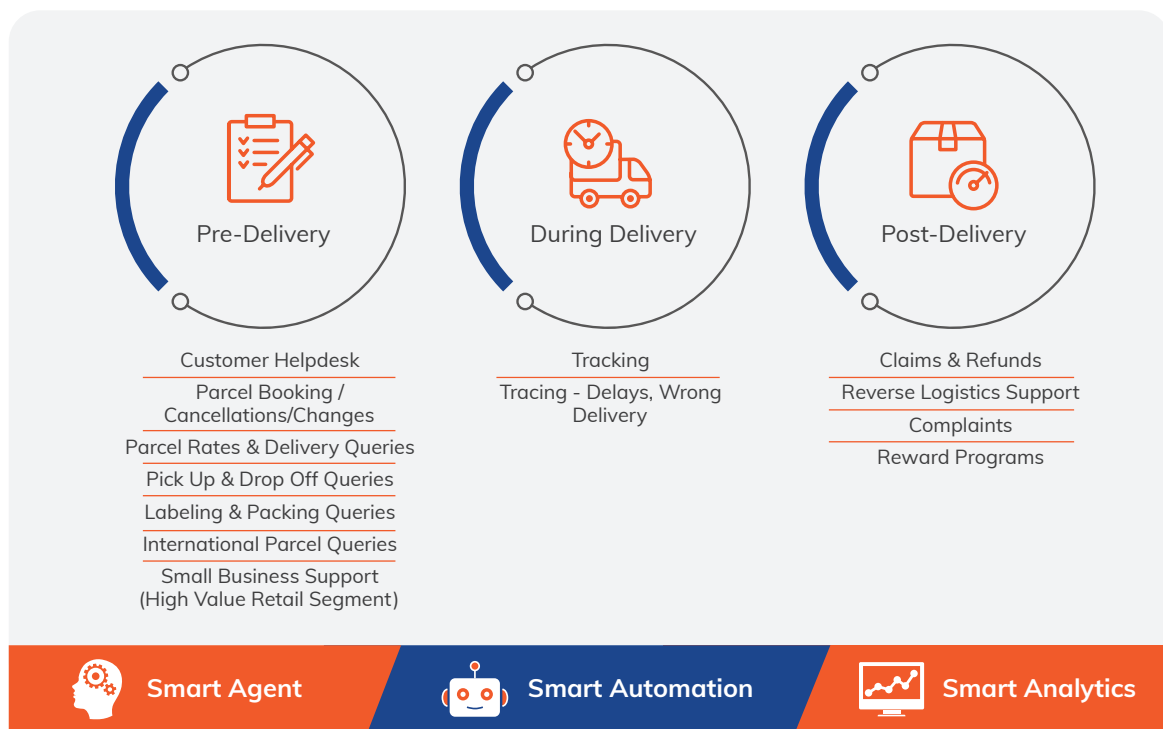 Pre-Delivery
Customer Helpdesk
Parcel Booking /
Cancellations/Changes
Parcel Rates & Delivery Queries
Pick Up & Drop Off Queries
Labeling & Packing Queries
International Parcel Queries
Small Business Support
(High Value Retail Segment)
During Delivery
Tracking
Tracing - Delays, Wrong
Delivery
Post-Delivery
Claims & Refunds
Reverse Logistics Support
Complaints
Reward Programs
Smart Agent
Smart Automation
Smart Analytics